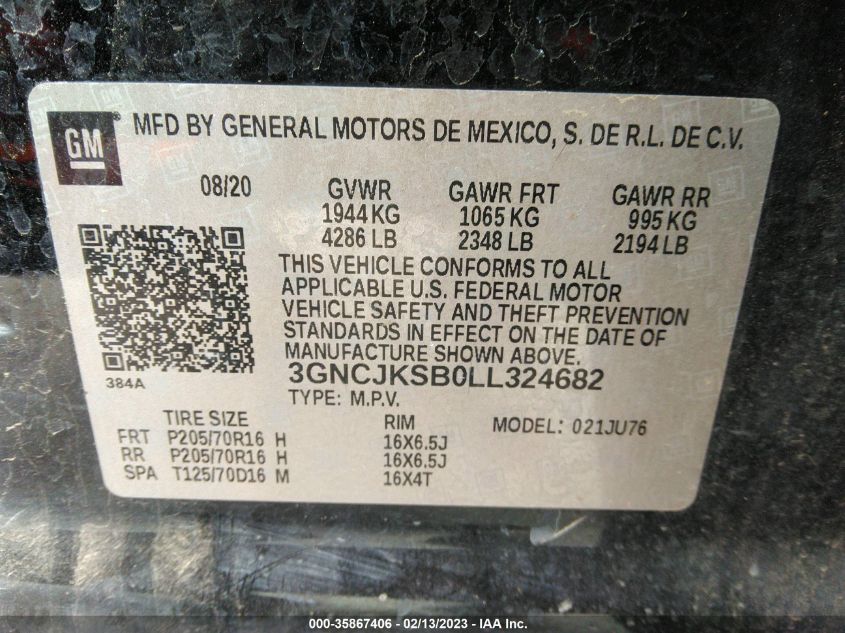 GM MFD BY GENERAL MOTORS DE MEXICO, S. DE R.L. DE C.V.
08/20 GVWR GAWR FRT GAWR RR
1944 KG 1065 KG 995 KG
4286 LB 2348 LB 2194 LB
THIS VEHICLE CONFORMS TO ALL
APPLICABLE U.S. FEDERAL MOTOR
VEHICLE SAFETY AND THEFT PREVENTION
STANDARDS IN EFFECT ON THE DATE OF
MANUFACTURE SHOWN ABOVE.
384A 3GNCJKSB0LL324682
TYPE: M.P.V.
TIRE SIZE RIM MODEL: 021JU76
FRT P205/70R16 H 16X6.5J
RR P205/70R16 H 16X6.5J
SPA T125/70D16 M 16X4T
000-35867406 - 02/13/2023 - IAA Inc.